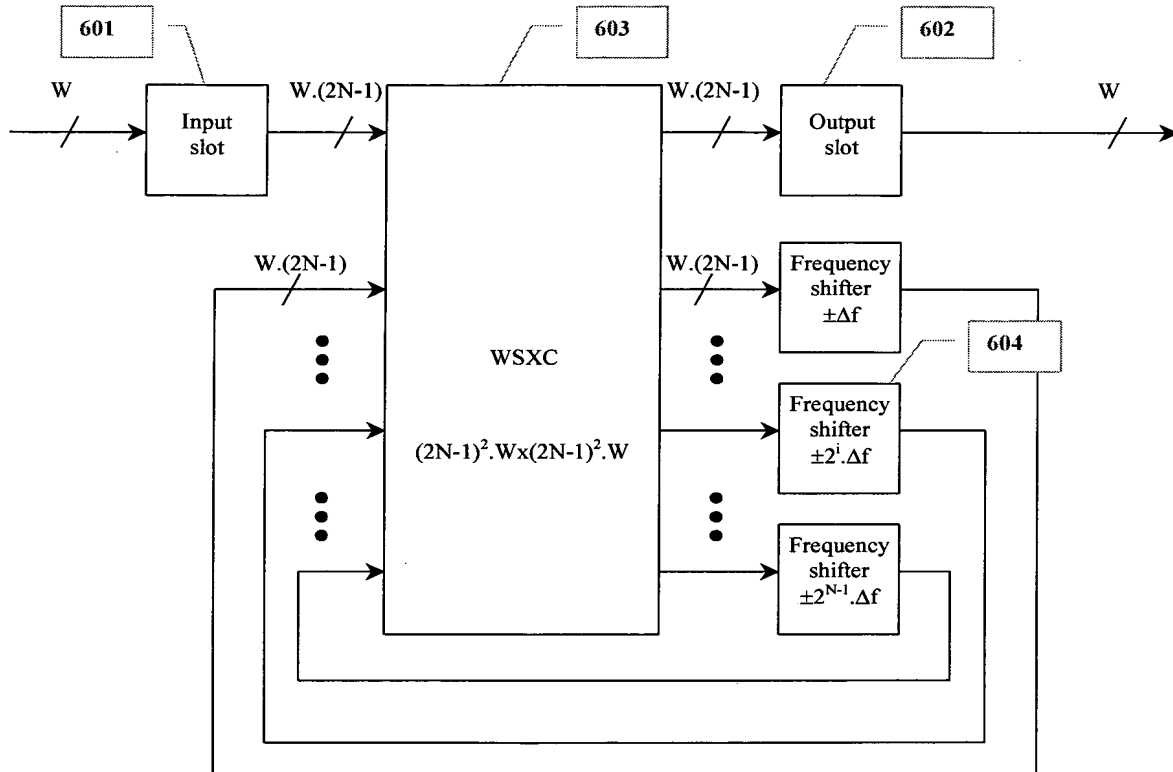 601
603
602
W
W.(2N-1)
W.(2N-1)
W
Input
slot
Output
slot
W.(2N-1)
W.(2N-1)
Frequency
shifter
±Δf
604
WSXC
(2N-1)².Wx(2N-1)².W
Frequency
shifter
±2ⁱ.Δf
Frequency
shifter
±2ᴺ⁻¹.Δf